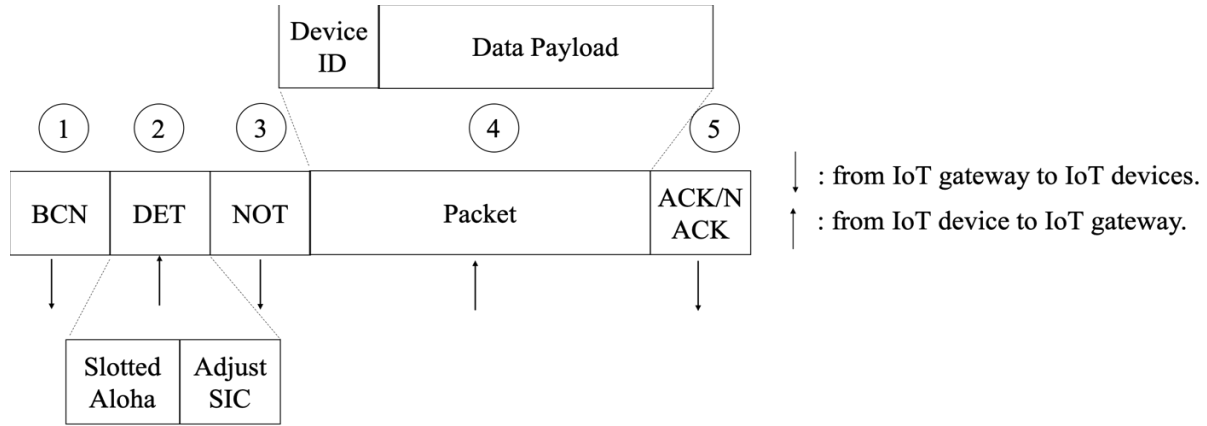 Device
ID
Data Payload
1
2
3
4
5
BCN
DET
NOT
Packet
ACK/N
ACK
: from IoT gateway to IoT devices.
: from IoT device to IoT gateway.
Slotted
Aloha
Adjust
SIC